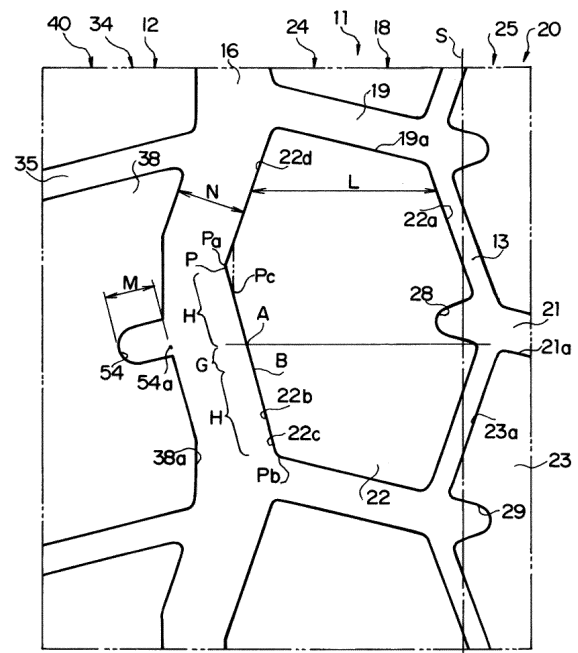 40 34 12 24 11 18 S 25 20
16
19
19a
35 38 22d
N L
22a
13
Pa
P Pc
M H A 28 21
54 54a G B 21a
H 22b 23a
38a 22c 23
Pb 22 29